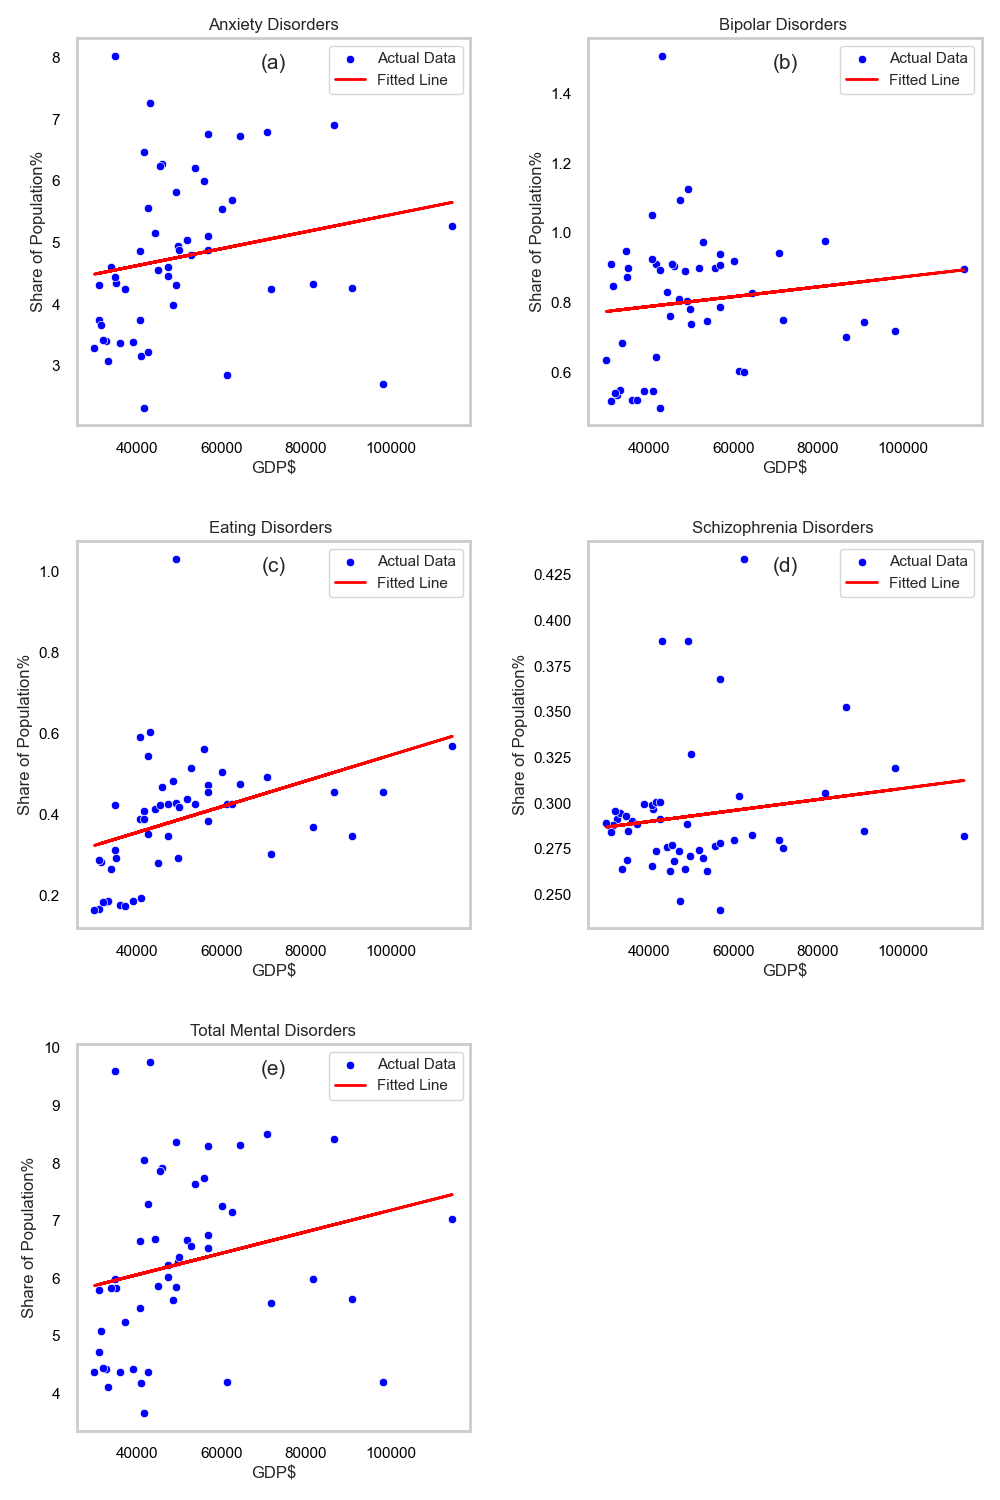 Anxiety Disorders
(a)
Actual Data
Fitted Line
8
7
6
5
4
3
Share of Population%
40000 60000 80000 100000
GDP$
Bipolar Disorders
(b)
Actual Data
Fitted Line
1.4
1.2
1.0
0.8
0.6
Share of Population%
40000 60000 80000 100000
GDP$
Eating Disorders
(c)
Actual Data
Fitted Line
1.0
0.8
0.6
0.4
0.2
Share of Population%
40000 60000 80000 100000
GDP$
Schizophrenia Disorders
(d)
Actual Data
Fitted Line
0.425
0.400
0.375
0.350
0.325
0.300
0.275
0.250
Share of Population%
40000 60000 80000 100000
GDP$
Total Mental Disorders
(e)
Actual Data
Fitted Line
10
9
8
7
6
5
4
Share of Population%
40000 60000 80000 100000
GDP$